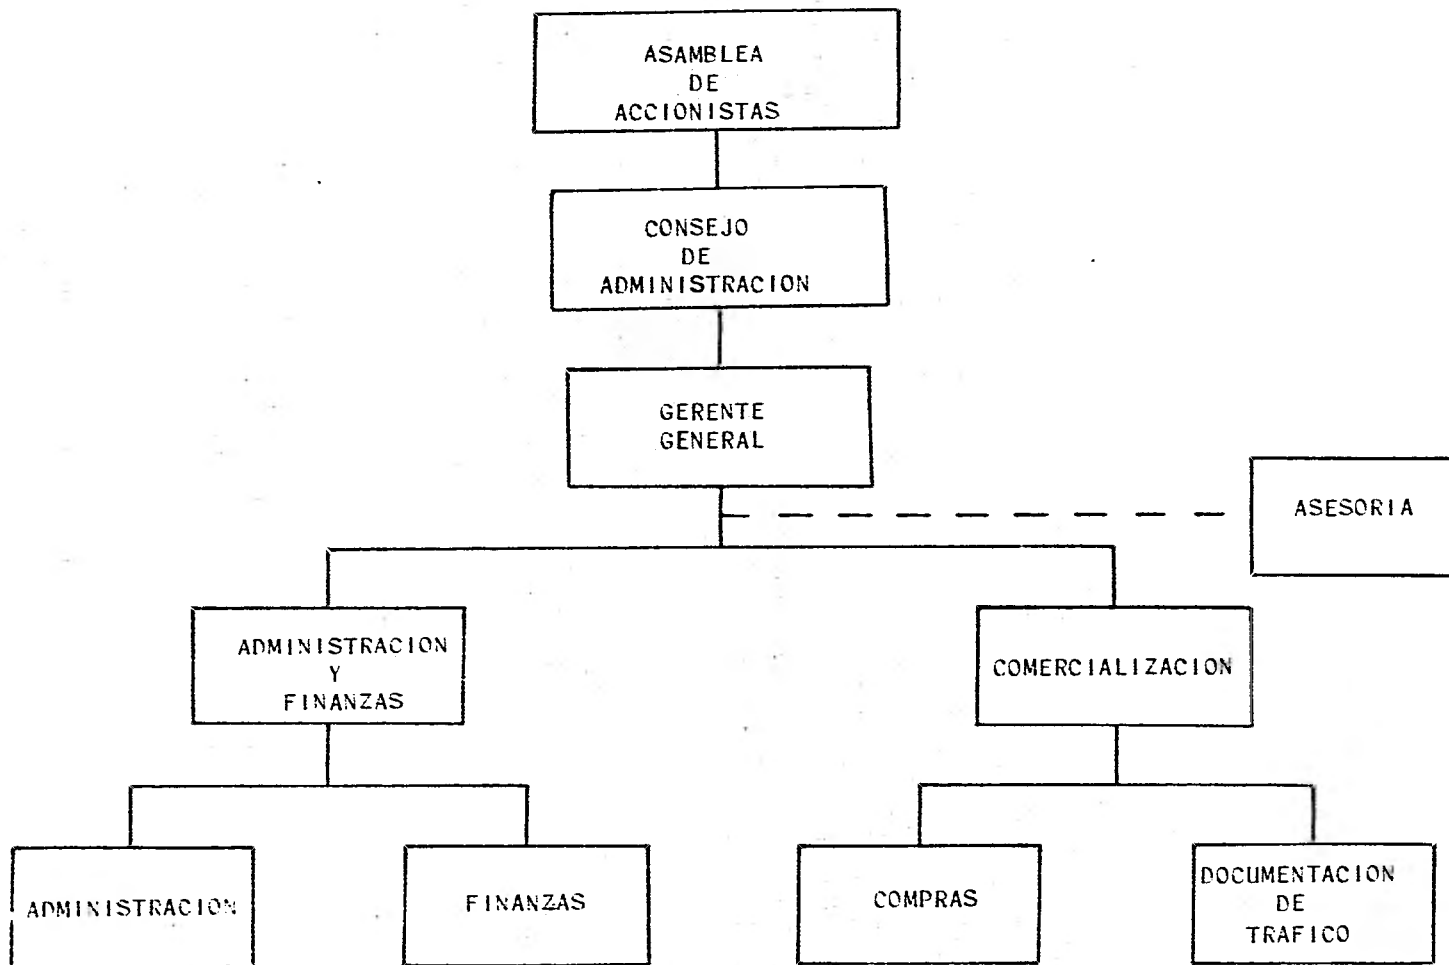 ASAMBLEA
DE
ACCIONISTAS
CONSEJO
DE
ADMINISTRACION
GERENTE
GENERAL
ASESORIA
ADMINISTRACION
Y
FINANZAS
COMERCIALIZACION
ADMINISTRACION
FINANZAS
COMPRAS
DOCUMENTACION
DE
TRAFICO